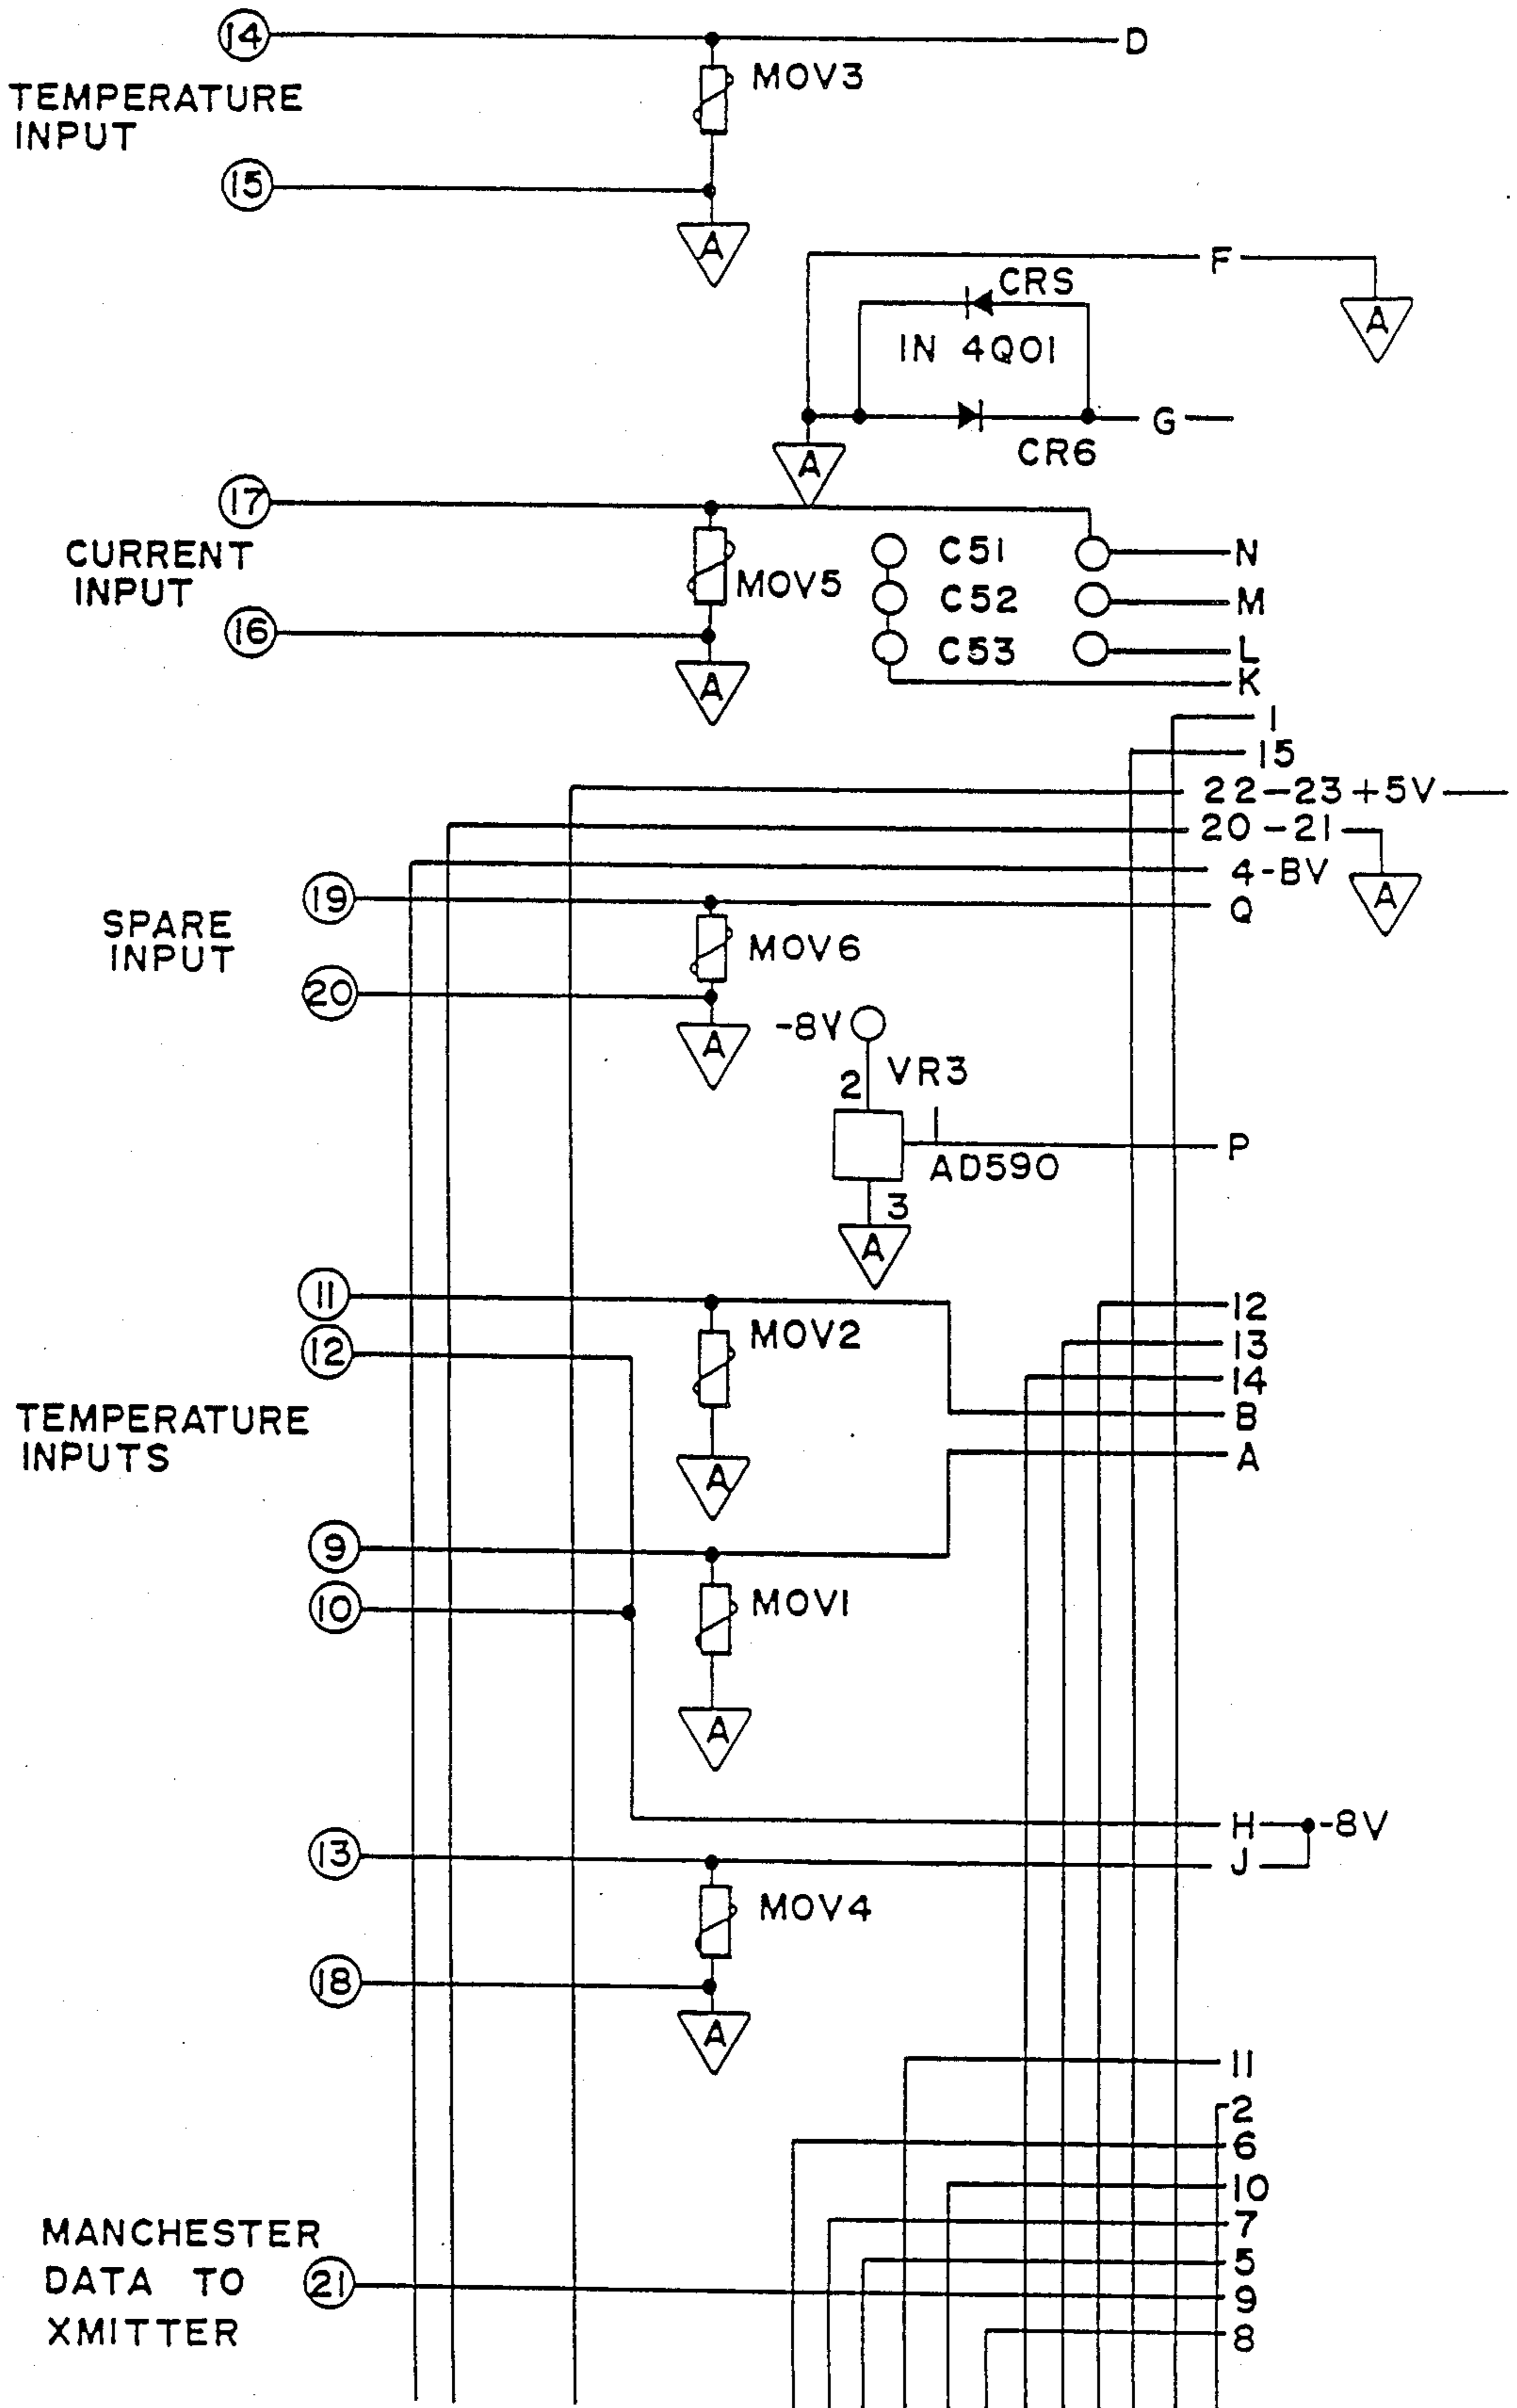 14
D
MOV3
TEMPERATURE
INPUT
15
A
F
CRS
A
IN 4Q01
G
CR6
A
17
CURRENT
INPUT
C51
N
MOV5
C52
M
16
C53
L
K
A
1
15
22-23+5V
20-21
4-BV
A
19
Q
SPARE
INPUT
MOV6
20
-8V
A
VR3
2
1
P
AD590
3
A
11
12
MOV2
12
13
14
TEMPERATURE
INPUTS
B
A
A
9
MOV1
10
A
H
-8V
13
J
MOV4
18
A
11
2
6
10
MANCHESTER
7
DATA TO
21
5
9
XMITTER
8